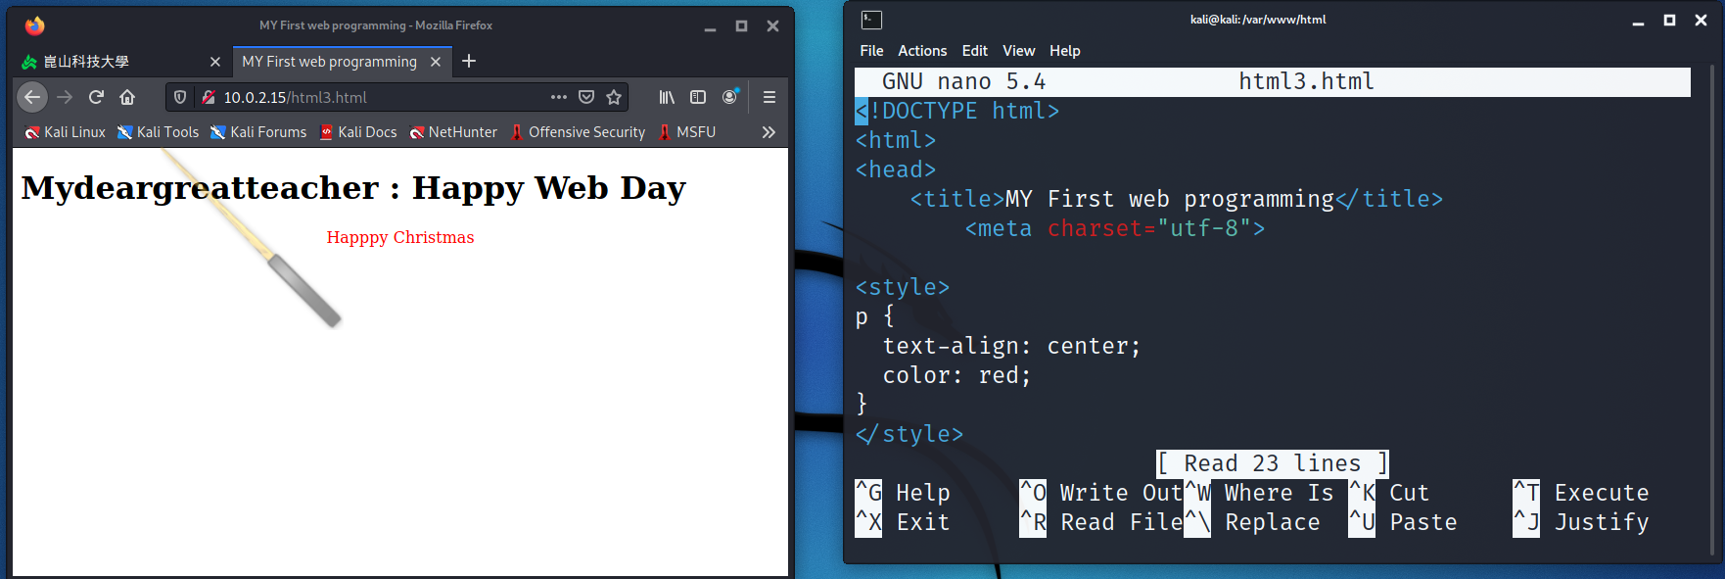 MY First web programming - Mozilla Firefox
崑山科技大學
MY First web programming
10.0.2.15/html3.html
Kali Linux Kali Tools Kali Forums Kali Docs NetHunter Offensive Security MSFU
Mydeargreatteacher : Happy Web Day
Happpy Christmas
kali@kali: /var/www/html
File Actions Edit View Help
GNU nano 5.4 html3.html
<!DOCTYPE html>
<html>
<head>
<title>MY First web programming</title>
<meta charset="utf-8">
<style>
p {
text-align: center;
color: red;
}
</style>
[ Read 23 lines ]
^G Help ^O Write Out ^W Where Is ^K Cut ^T Execute
^X Exit ^R Read File ^\ Replace ^U Paste ^J Justify